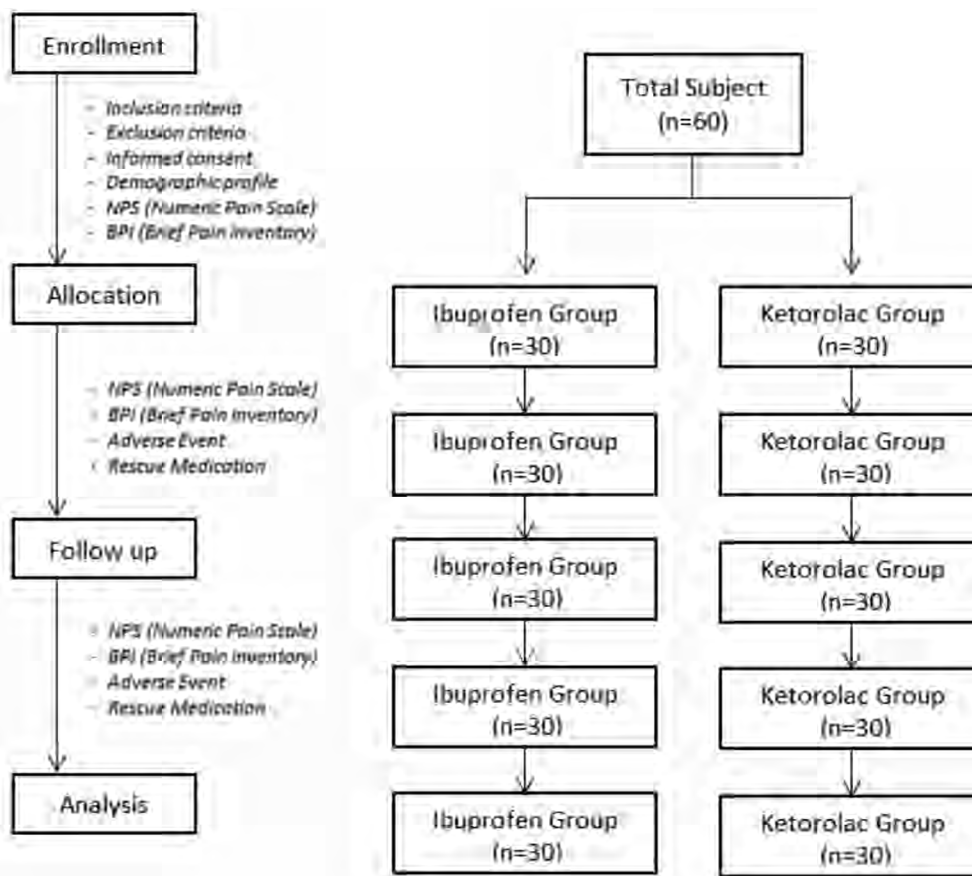 Enrollment
- Inclusion criteria
- Exclusion criteria
- Informed consent
- Demographic profile
- NPS (Numeric Pain Scale)
- BPI (Brief Pain Inventory)
Allocation
- NPS (Numeric Pain Scale)
- BPI (Brief Pain Inventory)
- Adverse Event
- Rescue Medication
Follow up
- NPS (Numeric Pain Scale)
- BPI (Brief Pain Inventory)
- Adverse Event
- Rescue Medication
Analysis
Total Subject
(n=60)
Ibuprofen Group
(n=30)
Ketorolac Group
(n=30)
Ibuprofen Group
(n=30)
Ketorolac Group
(n=30)
Ibuprofen Group
(n=30)
Ketorolac Group
(n=30)
Ibuprofen Group
(n=30)
Ketorolac Group
(n=30)
Ibuprofen Group
(n=30)
Ketorolac Group
(n=30)